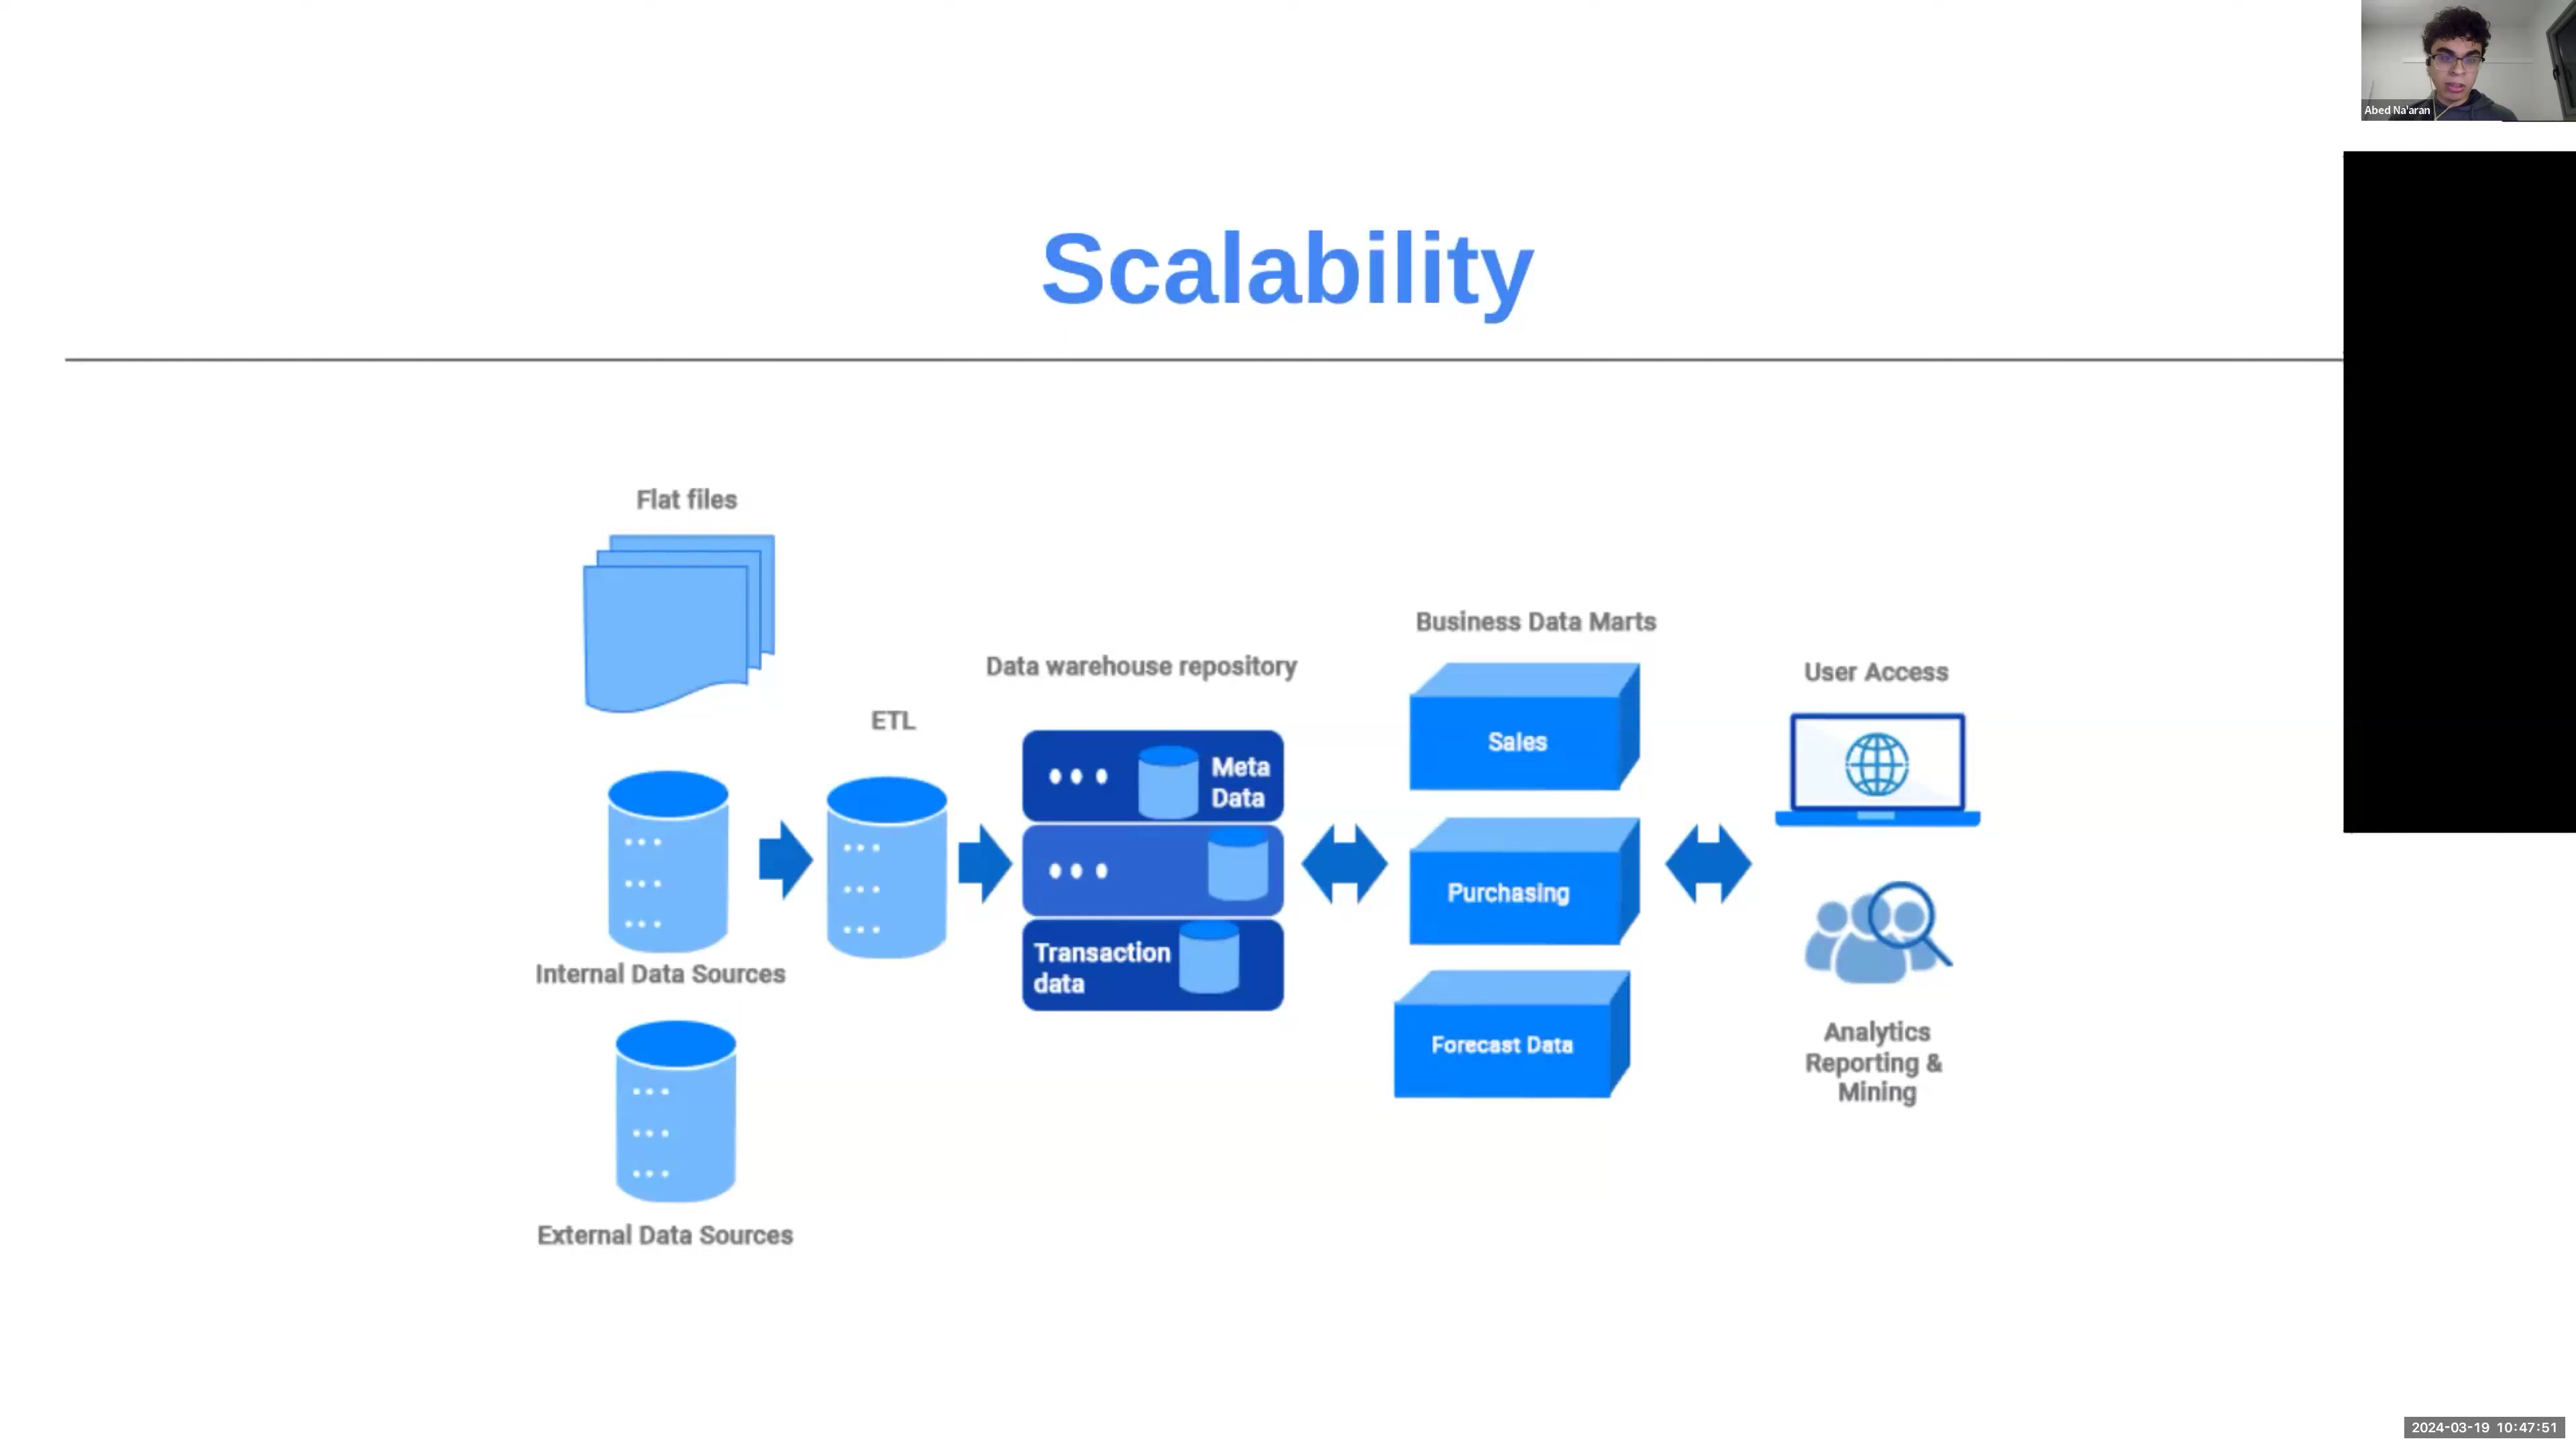 Abed Na'aran
Scalability
Flat files
Internal Data Sources
External Data Sources
ETL
Data warehouse repository
Meta
Data
Transaction
data
Business Data Marts
Sales
Purchasing
Forecast Data
User Access
Analytics
Reporting &
Mining
2024-03-19 10:47:51